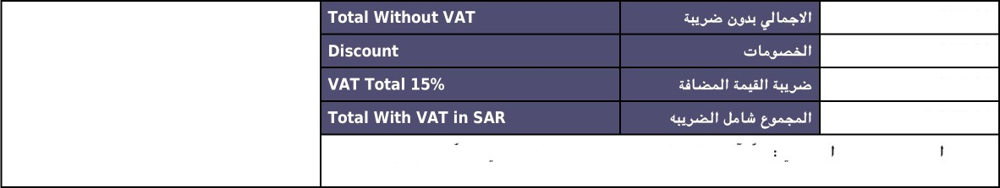 Total Without VAT الاجمالي بدون ضريبة
Discount الخصومات
VAT Total 15% ضريبة القيمة المضافة
Total With VAT in SAR المجموع شامل الضريبه